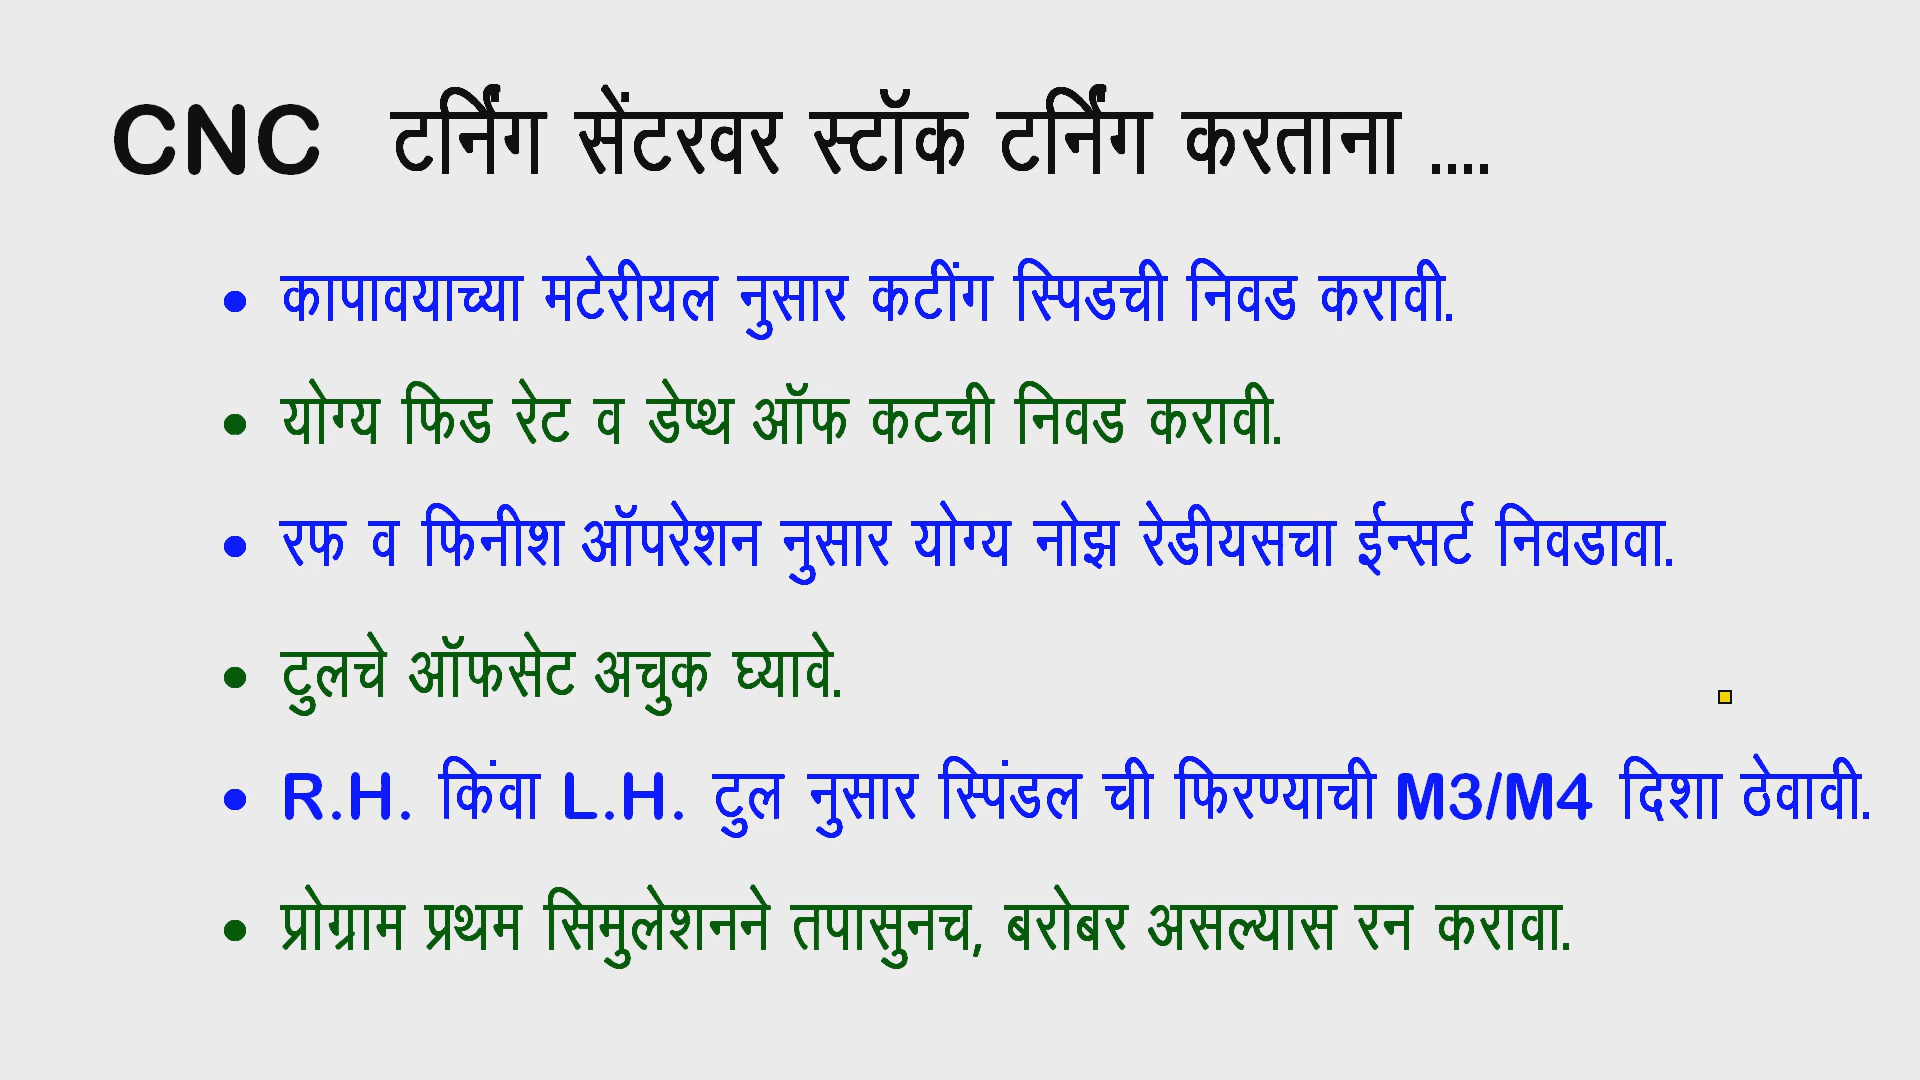 CNC टर्निंग सेंटरवर स्टॉक टर्निंग करताना ....
• कापावयाच्या मटेरीयल नुसार कटींग स्पिडची निवड करावी.
• योग्य फिड रेट व डेप्थ ऑफ कटची निवड करावी.
• रफ व फिनीश ऑपरेशन नुसार योग्य नोझ रेडीयसचा ईन्सर्ट निवडावा.
• टुलचे ऑफसेट अचुक घ्यावे.
• R.H. किंवा L.H. टुल नुसार स्पिंडल ची फिरण्याची M3/M4 दिशा ठेवावी.
• प्रोग्राम प्रथम सिमुलेशनने तपासुनच, बरोबर असल्यास रन करावा.